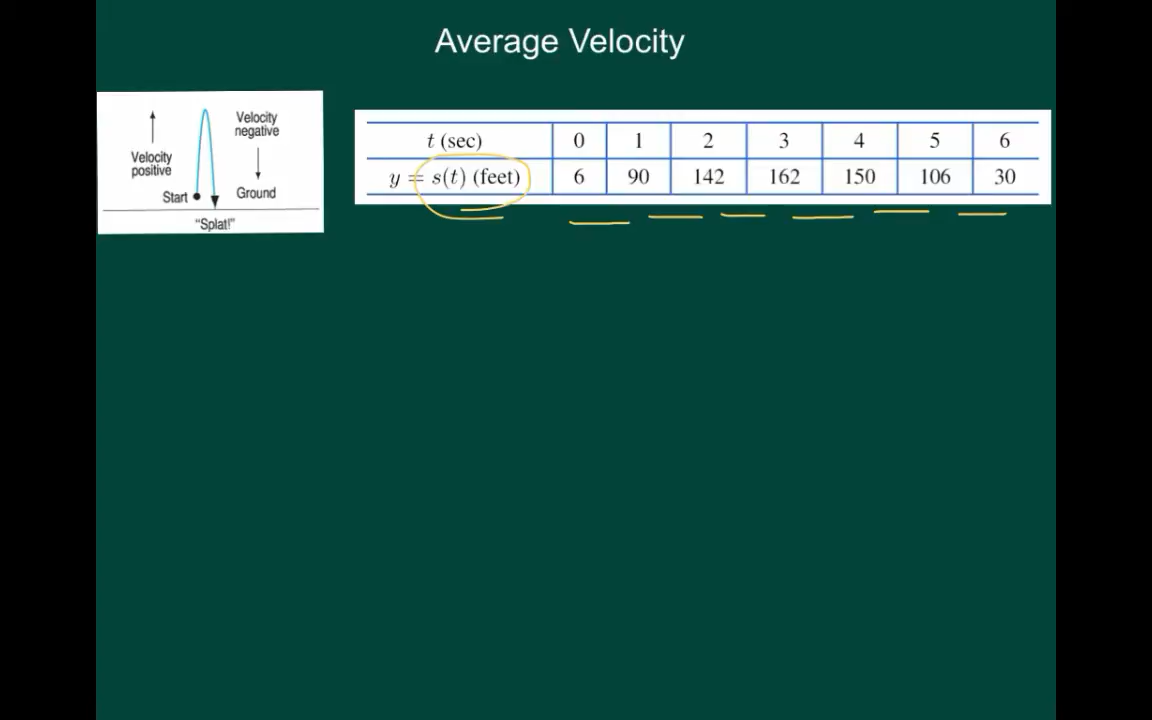 Average Velocity
Velocity
positive
Velocity
negative
Start
Ground
"Splat!"
t (sec) 0 1 2 3 4 5 6
y = s(t) (feet) 6 90 142 162 150 106 30